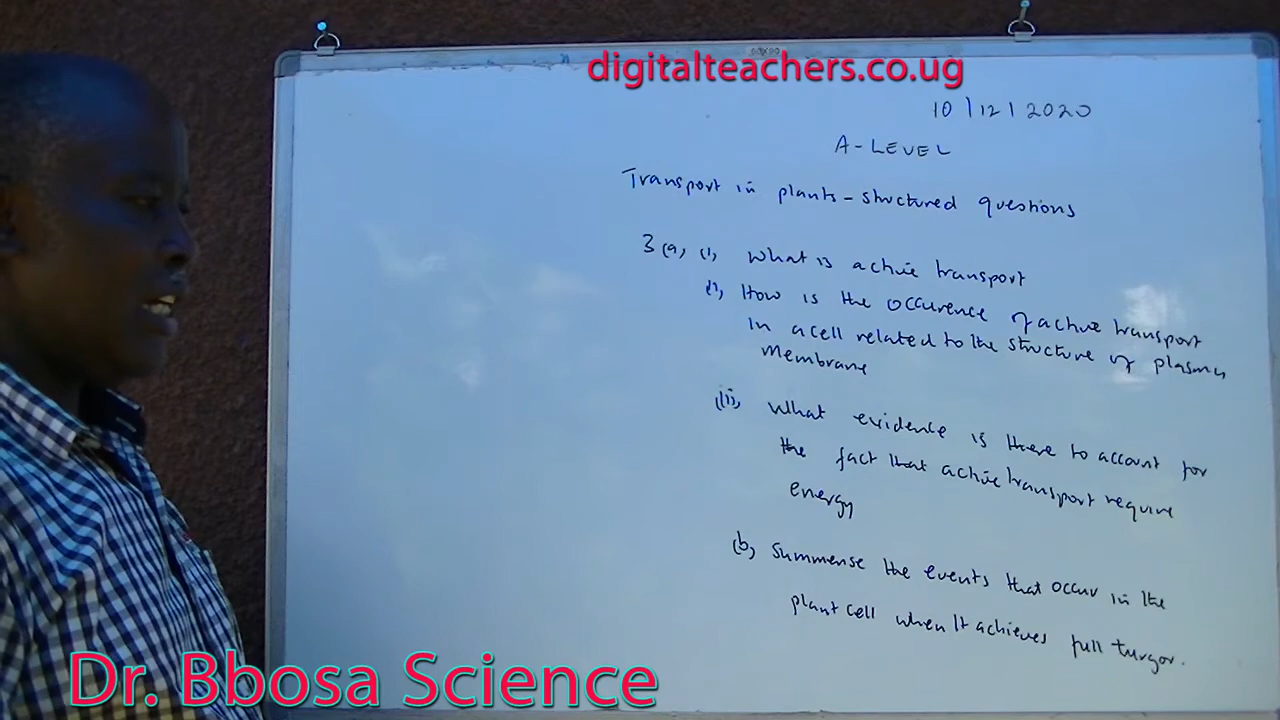 digitalteachers.co.ug
10/12/2020
A-LEVEL
Transport in plants - structured questions
3(a) (i) What is active transport
(i) How is the occurence of active transport
in a cell related to the structure of plasma
membrane
(ii) What evidence is there to account for
the fact that active transport require
energy
(b) Summerise the events that occur in the
plant cell when it achieves full turgor.
Dr. Bbosa Science